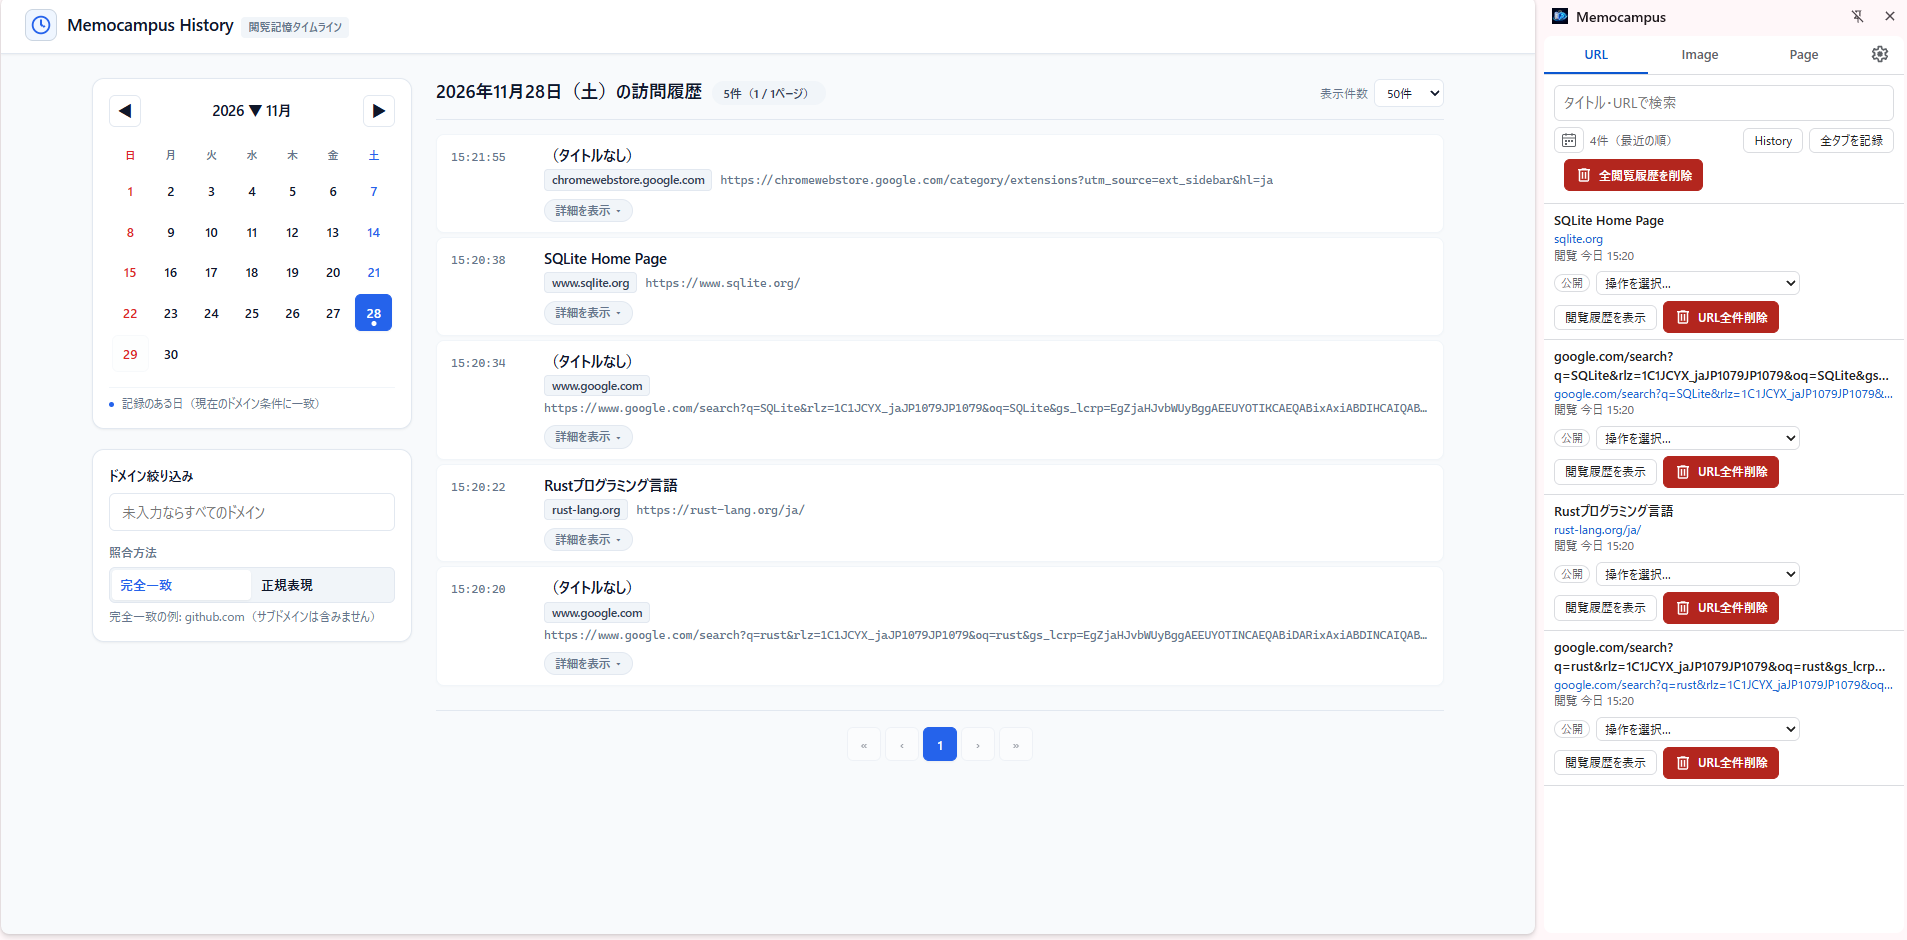 Memocampus History 閲覧記憶タイムライン
◀ 2026 ▼ 11月 ▶
日 月 火 水 木 金 土
1 2 3 4 5 6 7
8 9 10 11 12 13 14
15 16 17 18 19 20 21
22 23 24 25 26 27 28
29 30
記録のある日（現在のドメイン条件に一致）
ドメイン絞り込み
未入力ならすべてのドメイン
照合方法
完全一致 正規表現
完全一致の例: github.com（サブドメインは含みません）
2026年11月28日（土）の訪問履歴 5件（1 / 1ページ）
表示件数 50件
15:21:55 （タイトルなし）
chromewebstore.google.com https://chromewebstore.google.com/category/extensions?utm_source=ext_sidebar&hl=ja
詳細を表示
15:20:38 SQLite Home Page
www.sqlite.org https://www.sqlite.org/
詳細を表示
15:20:34 （タイトルなし）
www.google.com
https://www.google.com/search?q=SQLite&rlz=1C1JCYX_jaJP1079JP1079&oq=SQLite&gs_lcrp=EgZjaHJvbWUyBggAEEUYOTIKCAEQABixAxiABDIHCAIQAB…
詳細を表示
15:20:22 Rustプログラミング言語
rust-lang.org https://rust-lang.org/ja/
詳細を表示
15:20:20 （タイトルなし）
www.google.com
https://www.google.com/search?q=rust&rlz=1C1JCYX_jaJP1079JP1079&oq=rust&gs_lcrp=EgZjaHJvbWUyBggAEEUYOTINCAEQABiDARixAxiABDINCAIQAB…
詳細を表示
« ‹ 1 › »
Memocampus
URL Image Page
タイトル･URLで検索
4件（最近の順） History 全タブを記録
全閲覧履歴を削除
SQLite Home Page
sqlite.org
閲覧 今日 15:20
公開 操作を選択...
閲覧履歴を表示 URL全件削除
google.com/search?
q=SQLite&rlz=1C1JCYX_jaJP1079JP1079&oq=SQLite&gs...
google.com/search?q=SQLite&rlz=1C1JCYX_jaJP1079JP1079&...
閲覧 今日 15:20
公開 操作を選択...
閲覧履歴を表示 URL全件削除
Rustプログラミング言語
rust-lang.org/ja/
閲覧 今日 15:20
公開 操作を選択...
閲覧履歴を表示 URL全件削除
google.com/search?
q=rust&rlz=1C1JCYX_jaJP1079JP1079&oq=rust&gs_lcrp...
google.com/search?q=rust&rlz=1C1JCYX_jaJP1079JP1079&oq...
閲覧 今日 15:20
公開 操作を選択...
閲覧履歴を表示 URL全件削除